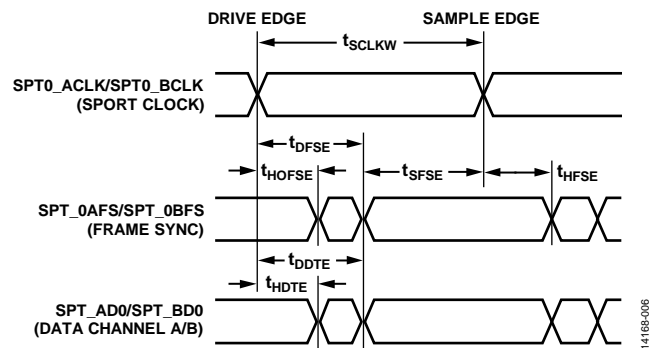 DRIVE EDGE SAMPLE EDGE
tSCLKW
SPT0_ACLK/SPT0_BCLK
(SPORT CLOCK)
tDFSE
tHOFSE tSFSE tHFSE
SPT_0AFS/SPT_0BFS
(FRAME SYNC)
tDDTE
tHDTE
SPT_AD0/SPT_BD0
(DATA CHANNEL A/B)
14168-006